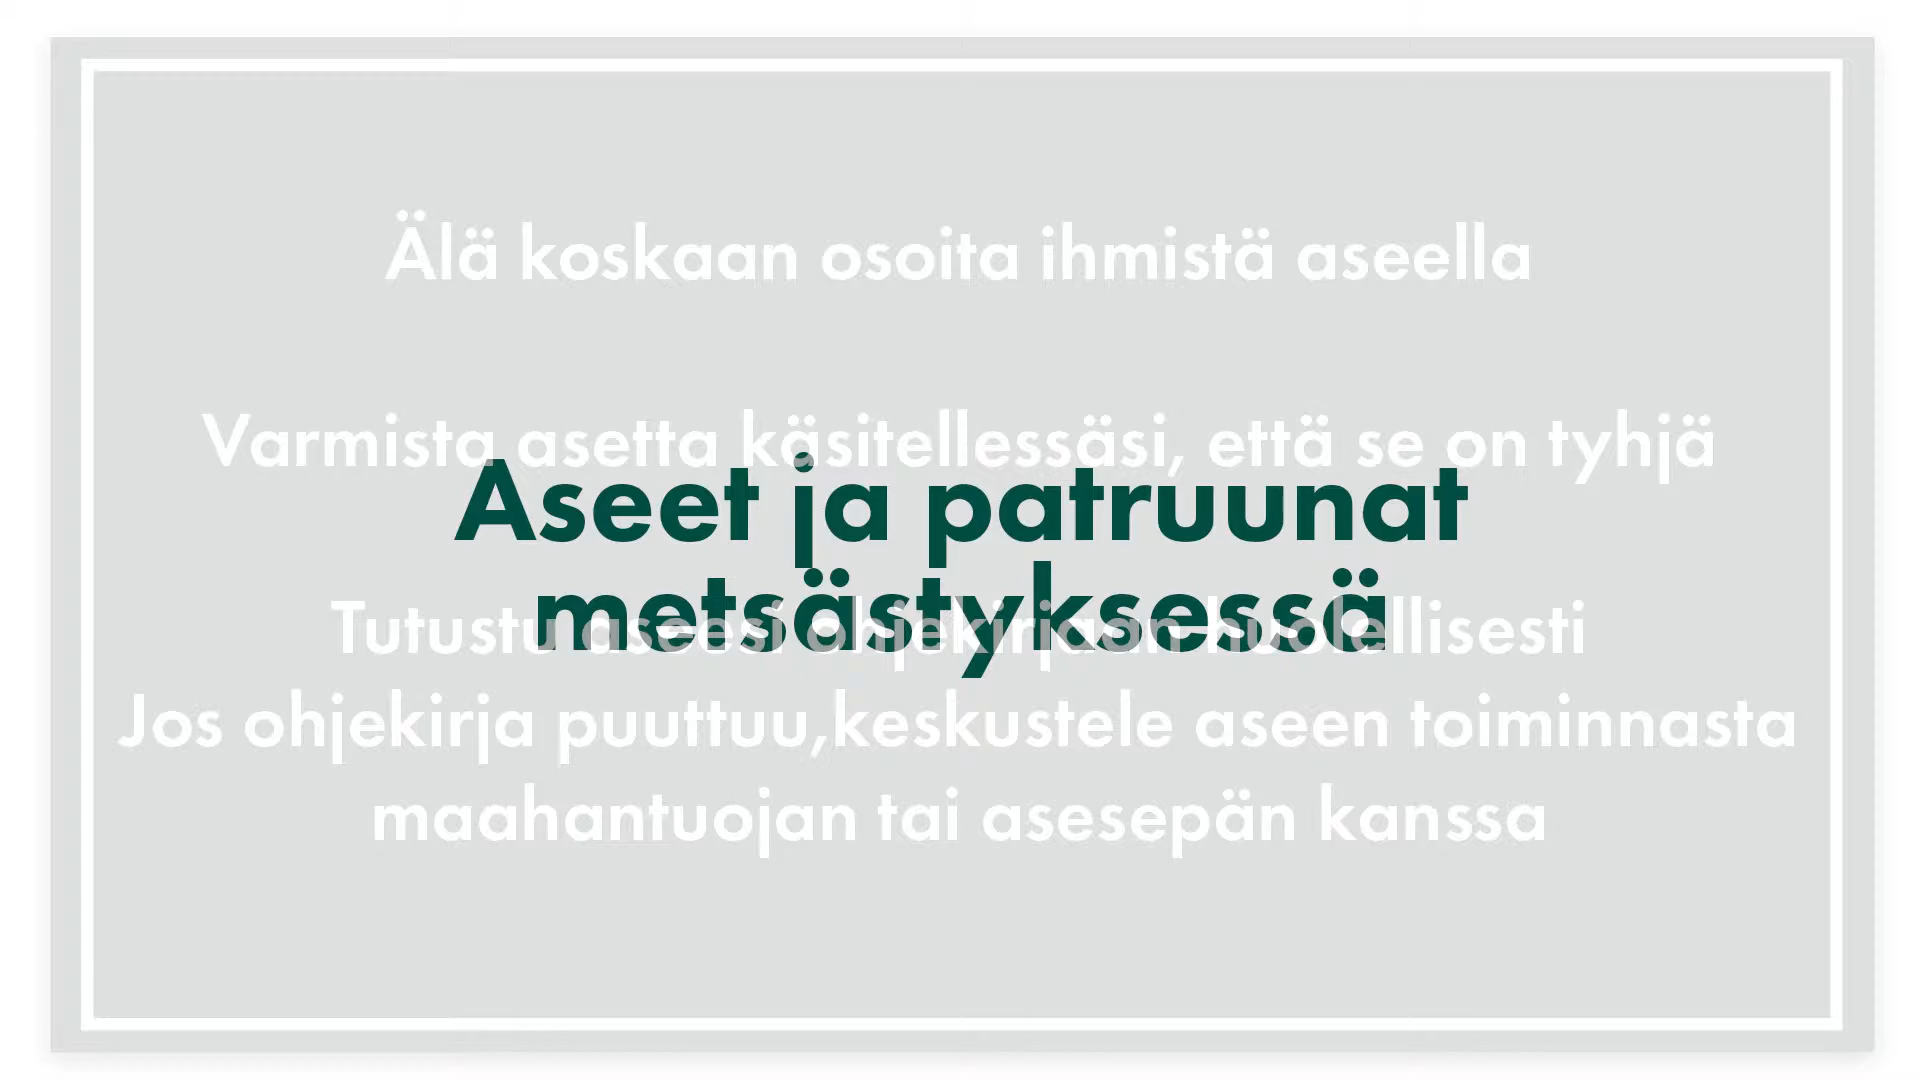 Älä koskaan osoita ihmistä aseella
Varmista asetta käsitellessäsi, että se on tyhjä
Aseet ja patruunat
metsästyksessä
Tutustu aseesi ohjekirjaan huolellisesti
Jos ohjekirja puuttuu,keskustele aseen toiminnasta
maahantuojan tai asesepän kanssa